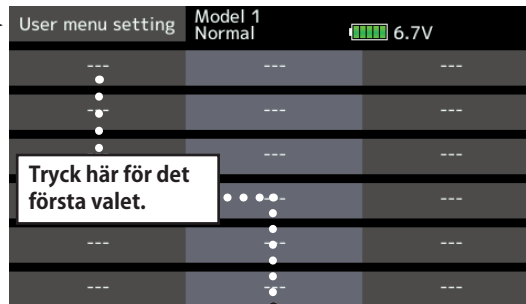 User menu setting Model 1
Normal 6.7V
--- --- ---
--- --- ---
--- ---
Tryck här för det
första valet.
--- ---
--- --- ---
--- --- ---